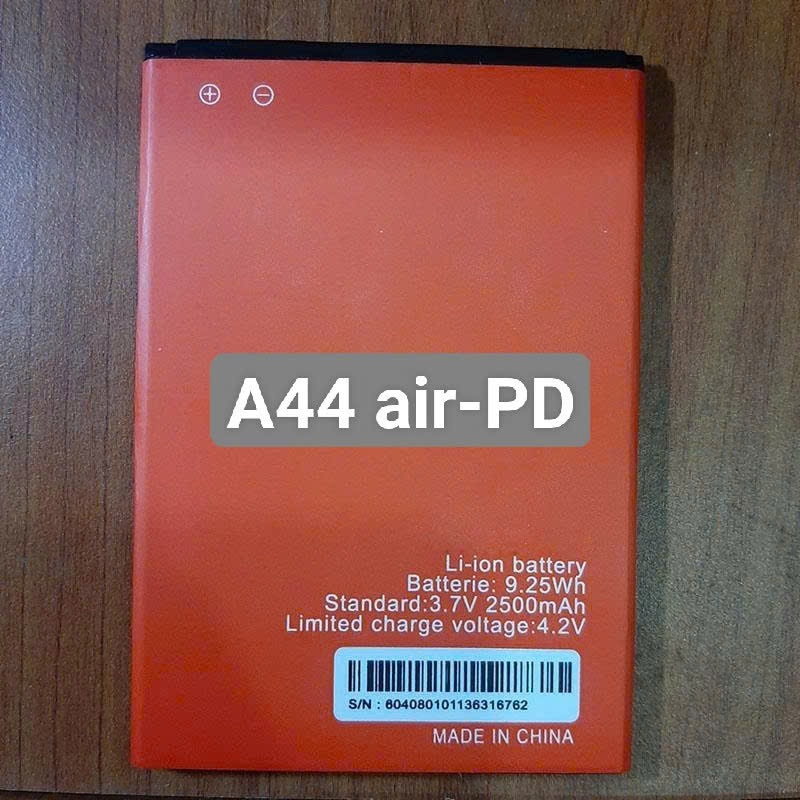 A44 air-PD
Li-ion battery
Batterie: 9.25Wh
Standard:3.7V 2500mAh
Limited charge voltage:4.2V
S/N : 604080101136316762
MADE IN CHINA